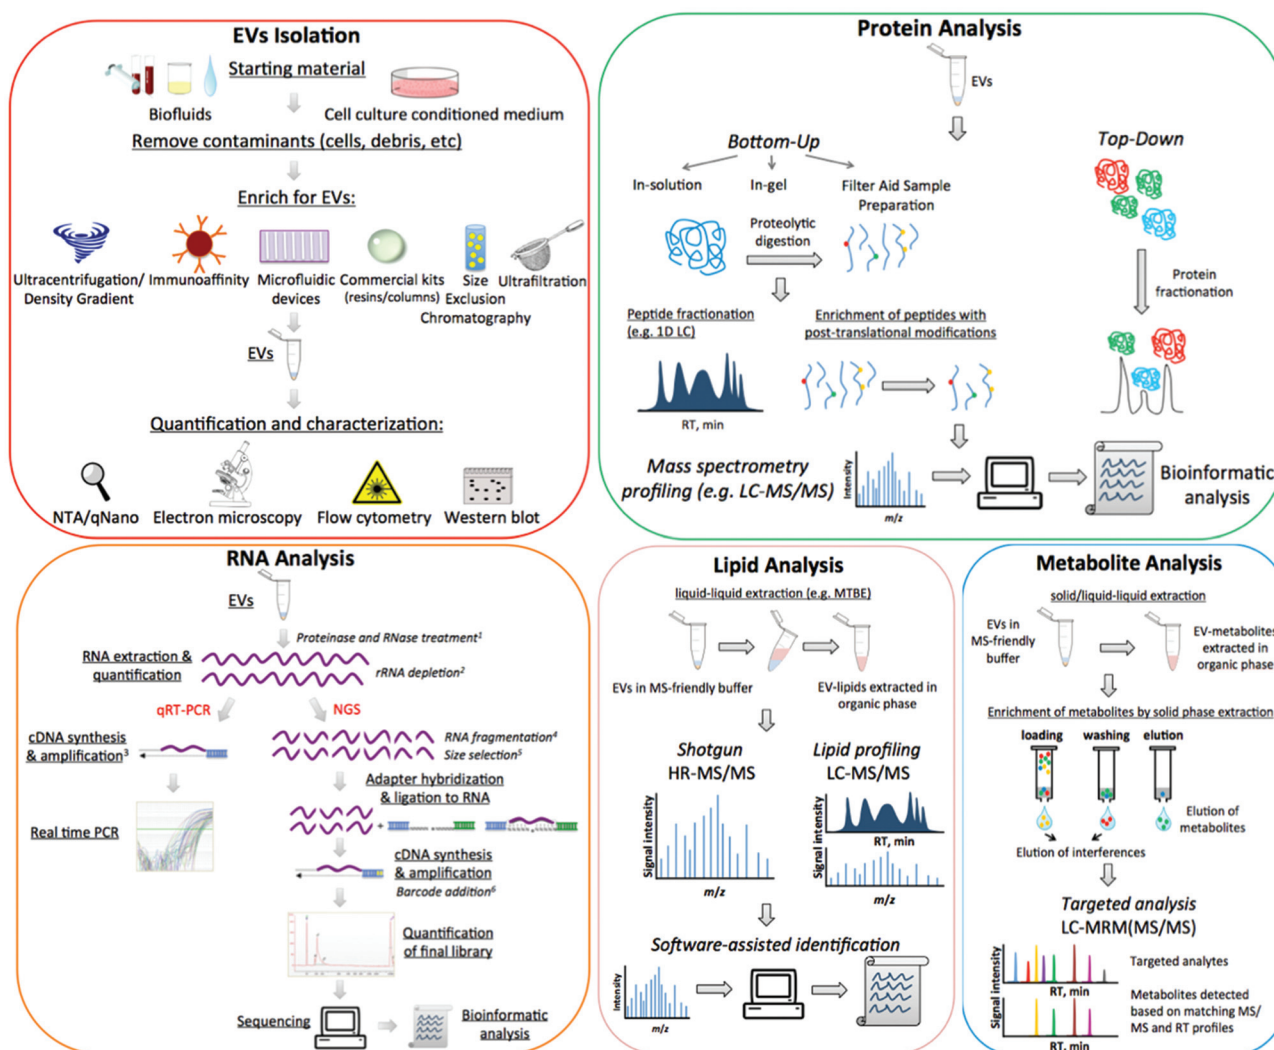 EVs Isolation
Starting material
Biofluids
Cell culture conditioned medium
Remove contaminants (cells, debris, etc)
Enrich for EVs:
Ultracentrifugation/
Density Gradient
Immunoaffinity
Microfluidic
devices
Commercial kits
(resins/columns)
Size
Exclusion
Chromatography
Ultrafiltration
EVs
Quantification and characterization:
NTA/qNano
Electron microscopy
Flow cytometry
Western blot
Protein Analysis
EVs
Bottom-Up
Top-Down
In-solution
In-gel
Filter Aid Sample
Preparation
Proteolytic
digestion
Protein
fractionation
Peptide fractionation
(e.g. 1D LC)
Enrichment of peptides with
post-translational modifications
RT, min
Mass spectrometry
profiling (e.g. LC-MS/MS)
Intensity
m/z
Bioinformatic
analysis
RNA Analysis
EVs
Proteinase and RNase treatment¹
RNA extraction &
quantification
rRNA depletion²
qRT-PCR
NGS
cDNA synthesis
& amplification³
RNA fragmentation⁴
Size selection⁵
Adapter hybridization
& ligation to RNA
+
Real time PCR
cDNA synthesis
& amplification
Barcode addition⁶
Quantification
of final library
Sequencing
Bioinformatic
analysis
Lipid Analysis
liquid-liquid extraction (e.g. MTBE)
EVs in MS-friendly buffer
EV-lipids extracted in
organic phase
Shotgun
HR-MS/MS
Lipid profiling
LC-MS/MS
Signal intensity
m/z
Signal intensity
RT, min
m/z
Software-assisted identification
Intensity
m/z
Metabolite Analysis
solid/liquid-liquid extraction
EVs in
MS-friendly
buffer
EV-metabolites
extracted in
organic phase
Enrichment of metabolites by solid phase extraction
loading
washing
elution
Elution of
metabolites
Elution of interferences
Targeted analysis
LC-MRM(MS/MS)
Signal intensity
RT, min
Targeted analytes
Metabolites detected
based on matching MS/
MS and RT profiles
RT, min